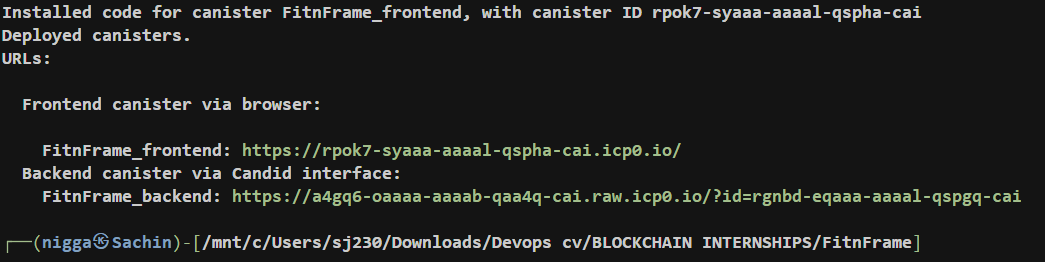 Installed code for canister FitnFrame_frontend, with canister ID rpok7-syaaa-aaaal-qspha-cai
Deployed canisters.
URLs:
Frontend canister via browser:
FitnFrame_frontend: https://rpok7-syaaa-aaaal-qspha-cai.icp0.io/
Backend canister via Candid interface:
FitnFrame_backend: https://a4gq6-oaaaa-aaaab-qaa4q-cai.raw.icp0.io/?id=rgnbd-eqaaa-aaaal-qspgq-cai
┌──(nigga㉿Sachin)-[/mnt/c/Users/sj230/Downloads/Devops cv/BLOCKCHAIN INTERNSHIPS/FitnFrame]